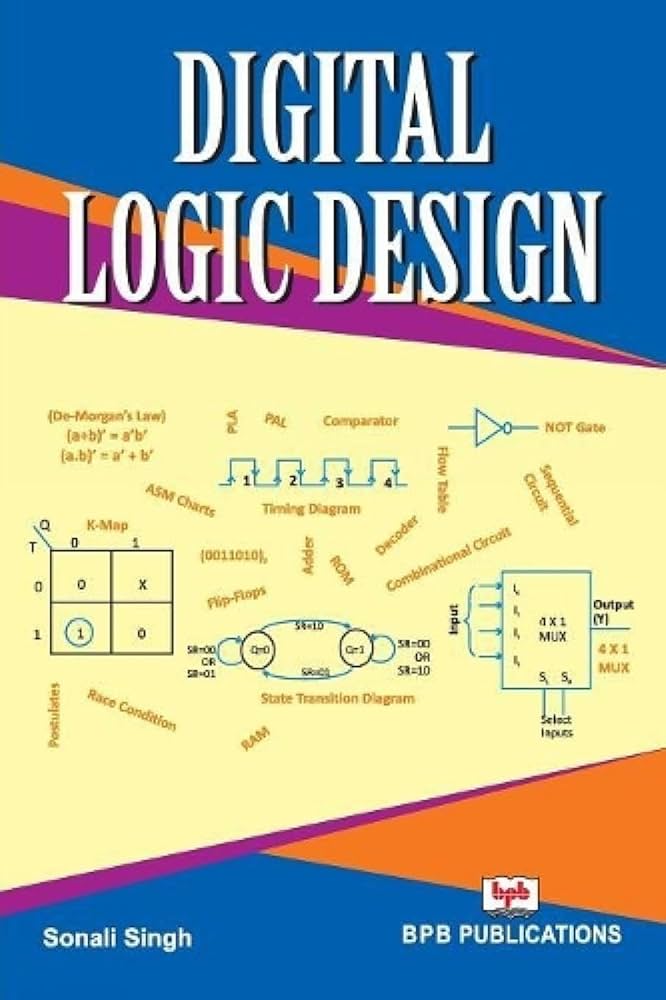 DIGITAL
LOGIC DESIGN
(De-Morgan's Law)
(a+b)' = a'b'
(a.b)' = a' + b'
PLA
PAL
Comparator
NOT Gate
1 2 3 4
Timing Diagram
Flow Table
Sequential
Circuit
ASM Charts
K-Map
Q
T
0 1
0 0 X
1 1 0
(0011010)₂
Adder
ROM
Decoder
Combinational Circuit
Flip-Flops
SR=10
SR=00
OR
SR=01
Q=0
Q=1
SR=00
OR
SR=10
SR=01
State Transition Diagram
Input
4 X 1
MUX
Output
(Y)
4 X 1
MUX
S₁ S₀
Select
Inputs
Postulates
Race Condition
RAM
Sonali Singh
bpb
BPB PUBLICATIONS